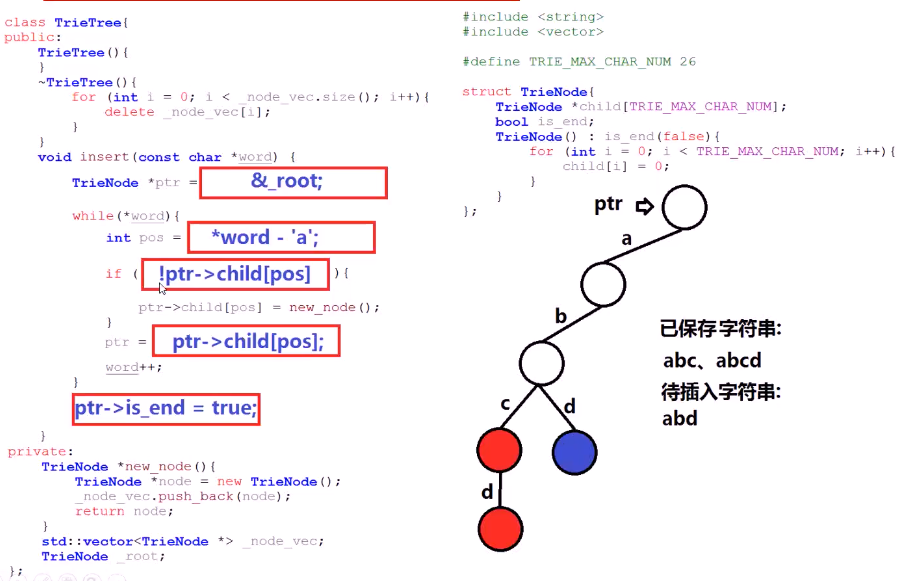 class TrieTree{
public:
TrieTree(){
}
~TrieTree(){
for (int i = 0; i < _node_vec.size(); i++){
delete _node_vec[i];
}
}
void insert(const char *word) {
TrieNode *ptr = &_root;
while(*word){
int pos = *word - 'a';
if ( !ptr->child[pos] ){
ptr->child[pos] = new_node();
}
ptr = ptr->child[pos];
word++;
}
ptr->is_end = true;
}
private:
TrieNode *new_node(){
TrieNode *node = new TrieNode();
_node_vec.push_back(node);
return node;
}
std::vector<TrieNode *> _node_vec;
TrieNode _root;
};
#include <string>
#include <vector>
#define TRIE_MAX_CHAR_NUM 26
struct TrieNode{
TrieNode *child[TRIE_MAX_CHAR_NUM];
bool is_end;
TrieNode() : is_end(false){
for (int i = 0; i < TRIE_MAX_CHAR_NUM; i++){
child[i] = 0;
}
}
};
ptr
a
b
c d
d
已保存字符串:
abc、abcd
待插入字符串:
abd